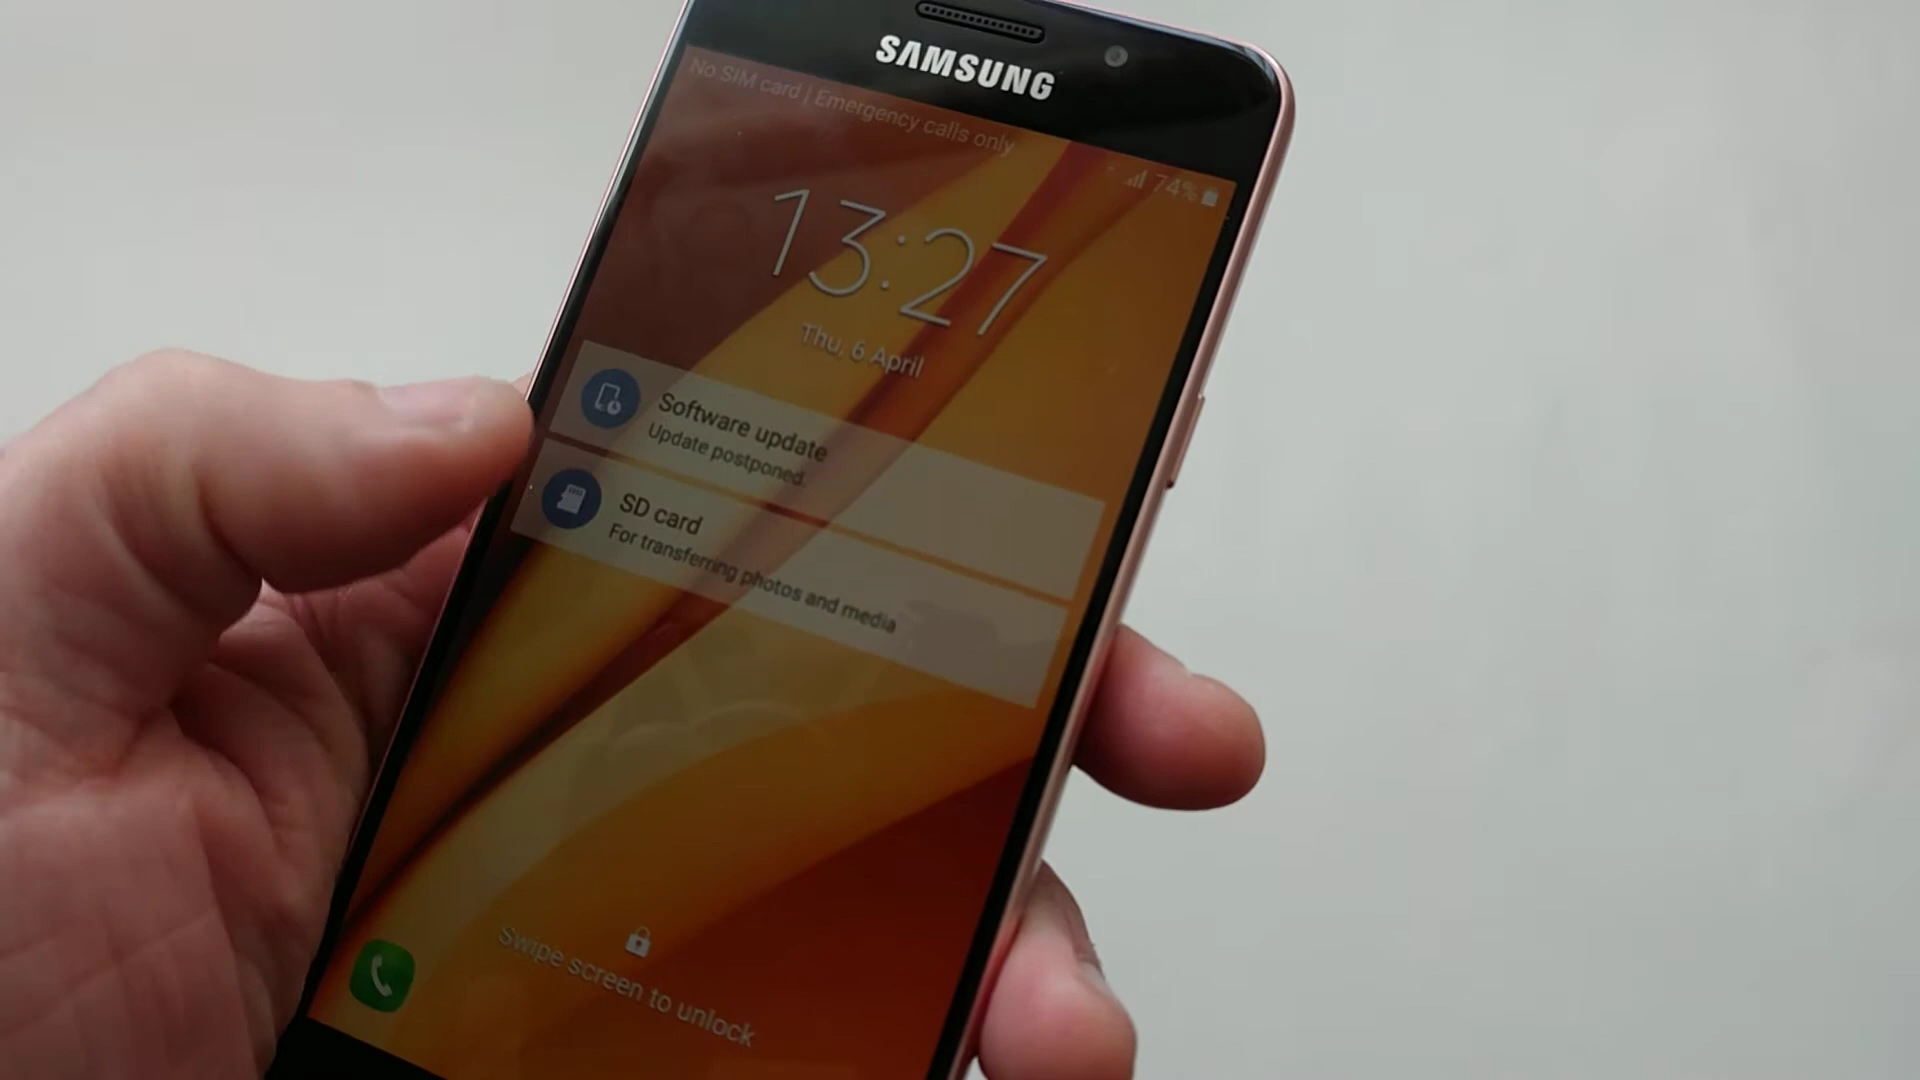 SAMSUNG
No SIM card | Emergency calls only
74%
13:27
Thu, 6 April
Software update
Update postponed
SD card
For transferring photos and media
Swipe screen to unlock